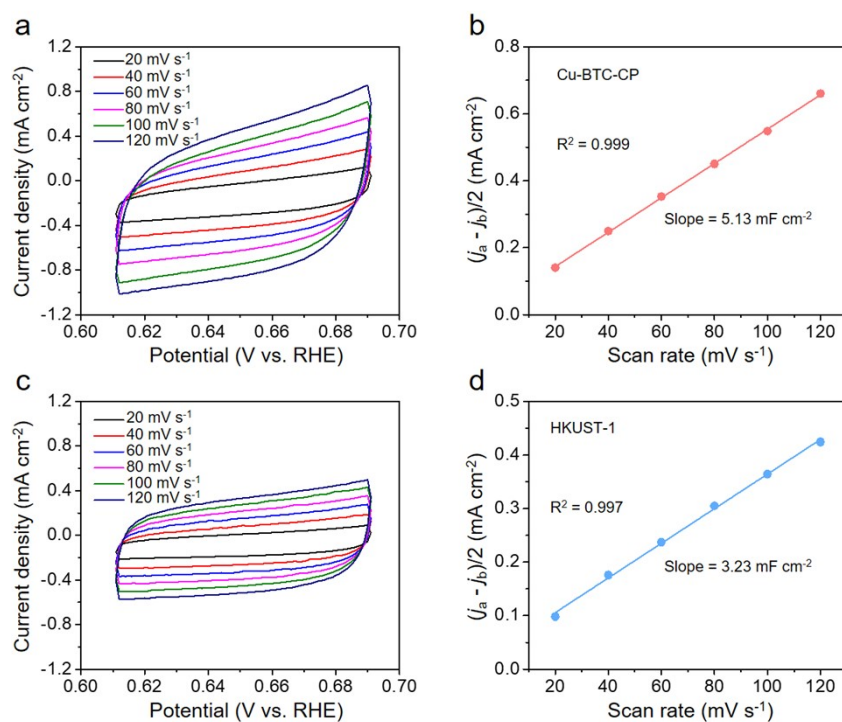 a
1.2
0.8
0.4
0.0
-0.4
-0.8
-1.2
Current density (mA cm⁻²)
20 mV s⁻¹
40 mV s⁻¹
60 mV s⁻¹
80 mV s⁻¹
100 mV s⁻¹
120 mV s⁻¹
0.60 0.62 0.64 0.66 0.68 0.70
Potential (V vs. RHE)
b
0.8
0.6
0.4
0.2
0.0
(jₐ - j_b)/2 (mA cm⁻²)
Cu-BTC-CP
R² = 0.999
Slope = 5.13 mF cm⁻²
20 40 60 80 100 120
Scan rate (mV s⁻¹)
c
1.2
0.8
0.4
0.0
-0.4
-0.8
-1.2
Current density (mA cm⁻²)
20 mV s⁻¹
40 mV s⁻¹
60 mV s⁻¹
80 mV s⁻¹
100 mV s⁻¹
120 mV s⁻¹
0.60 0.62 0.64 0.66 0.68 0.70
Potential (V vs. RHE)
d
0.5
0.4
0.3
0.2
0.1
0.0
(jₐ - j_b)/2 (mA cm⁻²)
HKUST-1
R² = 0.997
Slope = 3.23 mF cm⁻²
20 40 60 80 100 120
Scan rate (mV s⁻¹)